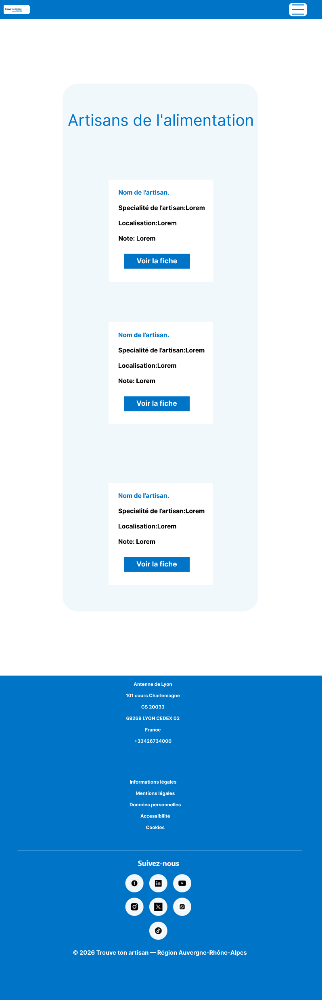 Trouve ton artisan !
Artisans de l'alimentation
Nom de l’artisan.
Specialité de l’artisan:Lorem
Localisation:Lorem
Note: Lorem
Voir la fiche
Nom de l’artisan.
Specialité de l’artisan:Lorem
Localisation:Lorem
Note: Lorem
Voir la fiche
Nom de l’artisan.
Specialité de l’artisan:Lorem
Localisation:Lorem
Note: Lorem
Voir la fiche
Antenne de Lyon
101 cours Charlemagne
CS 20033
69269 LYON CEDEX 02
France
+33426734000
Informations légales
Mentions légales
Données personnelles
Accessibilité
Cookies
Suivez-nous
© 2026 Trouve ton artisan — Région Auvergne-Rhône-Alpes